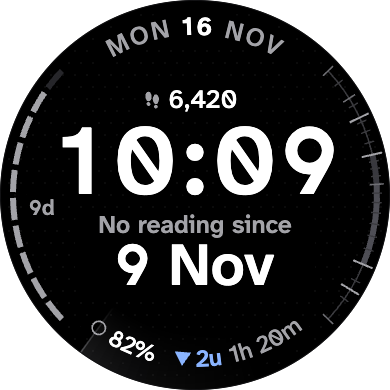 MON 16 NOV
6,420
10:09
9d
No reading since
9 Nov
82% ▼2u 1h 20m